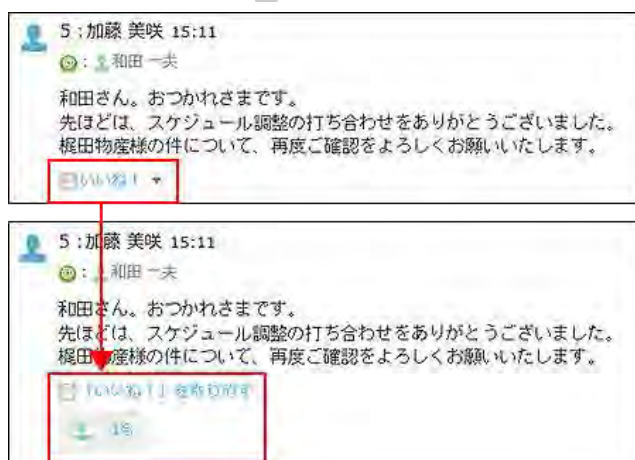 5 :加藤 美咲 15:11
: 和田 一夫
和田さん。おつかれさまです。
先ほどは、スケジュール調整の打ち合わせをありがとうございました。
梶田物産様の件について、再度ご確認をよろしくお願いいたします。
いいね！
5 :加藤 美咲 15:11
: 和田 一夫
和田さん。おつかれさまです。
先ほどは、スケジュール調整の打ち合わせをありがとうございました。
梶田物産様の件について、再度ご確認をよろしくお願いいたします。
「いいね！」を取り消す
1名